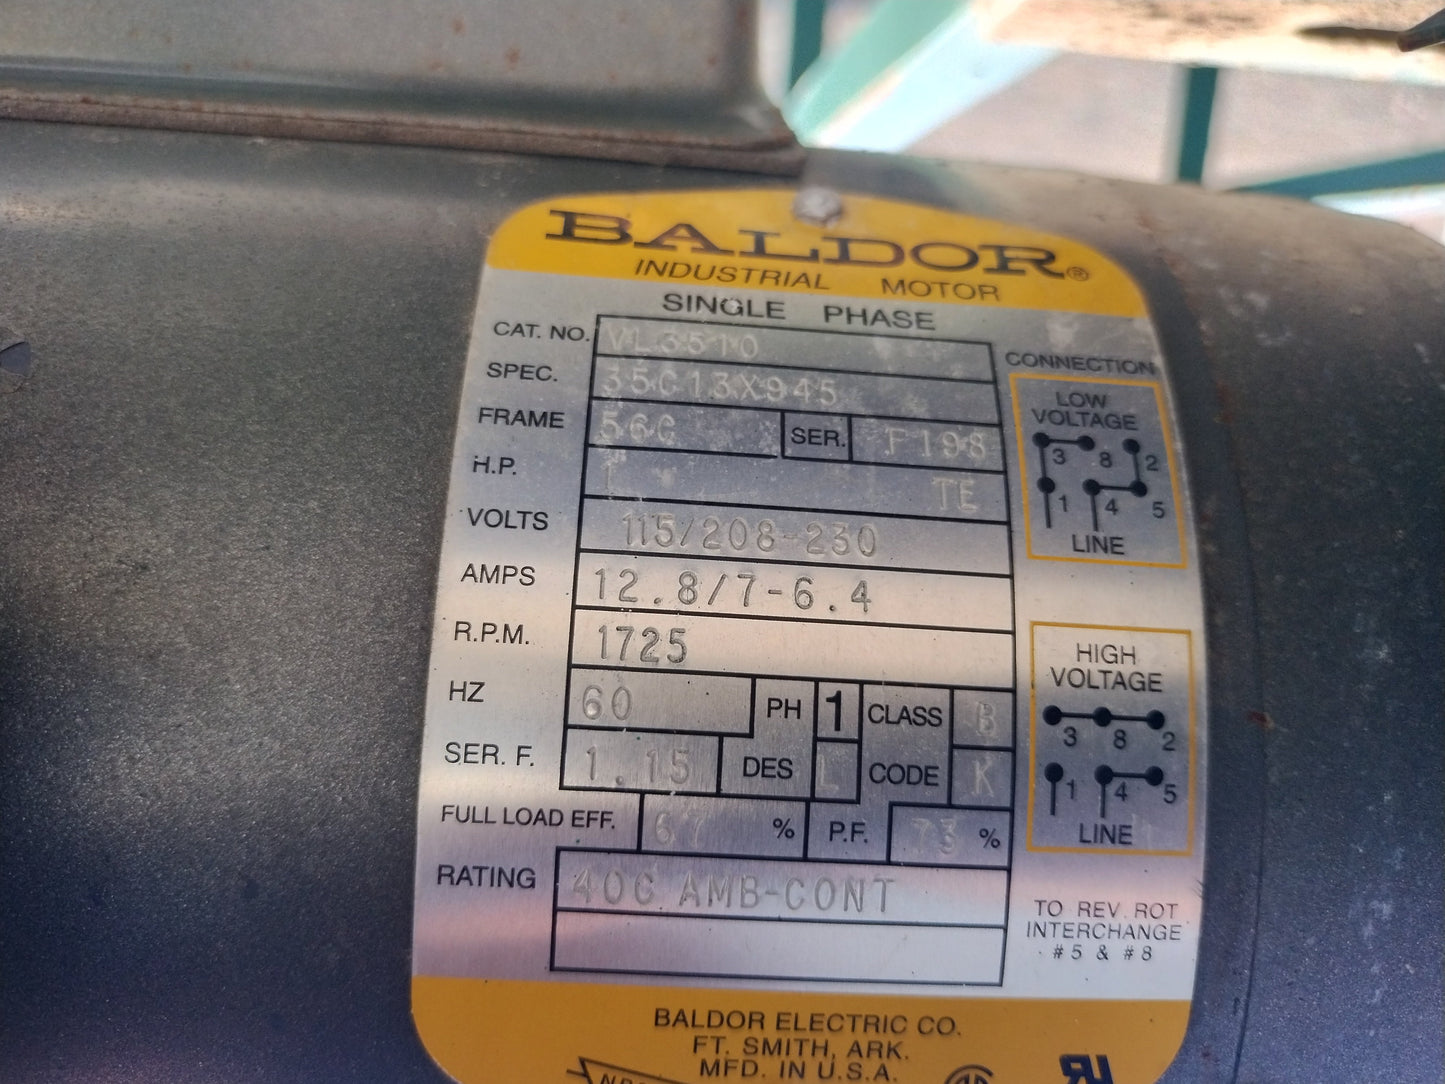 BALDOR®
INDUSTRIAL MOTOR
SINGLE PHASE
CAT. NO. VL3510
SPEC. 35C13X945
FRAME 56C SER. F198
H.P. 1 TE
VOLTS 115/208-230
AMPS 12.8/7-6.4
R.P.M. 1725
HZ 60 PH 1 CLASS B
SER. F. 1.15 DES L CODE K
FULL LOAD EFF. 67 % P.F. 73 %
RATING 40C AMB-CONT
CONNECTION
LOW
VOLTAGE
3 8 2
1 4 5
LINE
HIGH
VOLTAGE
3 8 2
1 4 5
LINE
TO REV. ROT
INTERCHANGE
#5 & #8
BALDOR ELECTRIC CO.
FT. SMITH, ARK.
MFD. IN U.S.A.